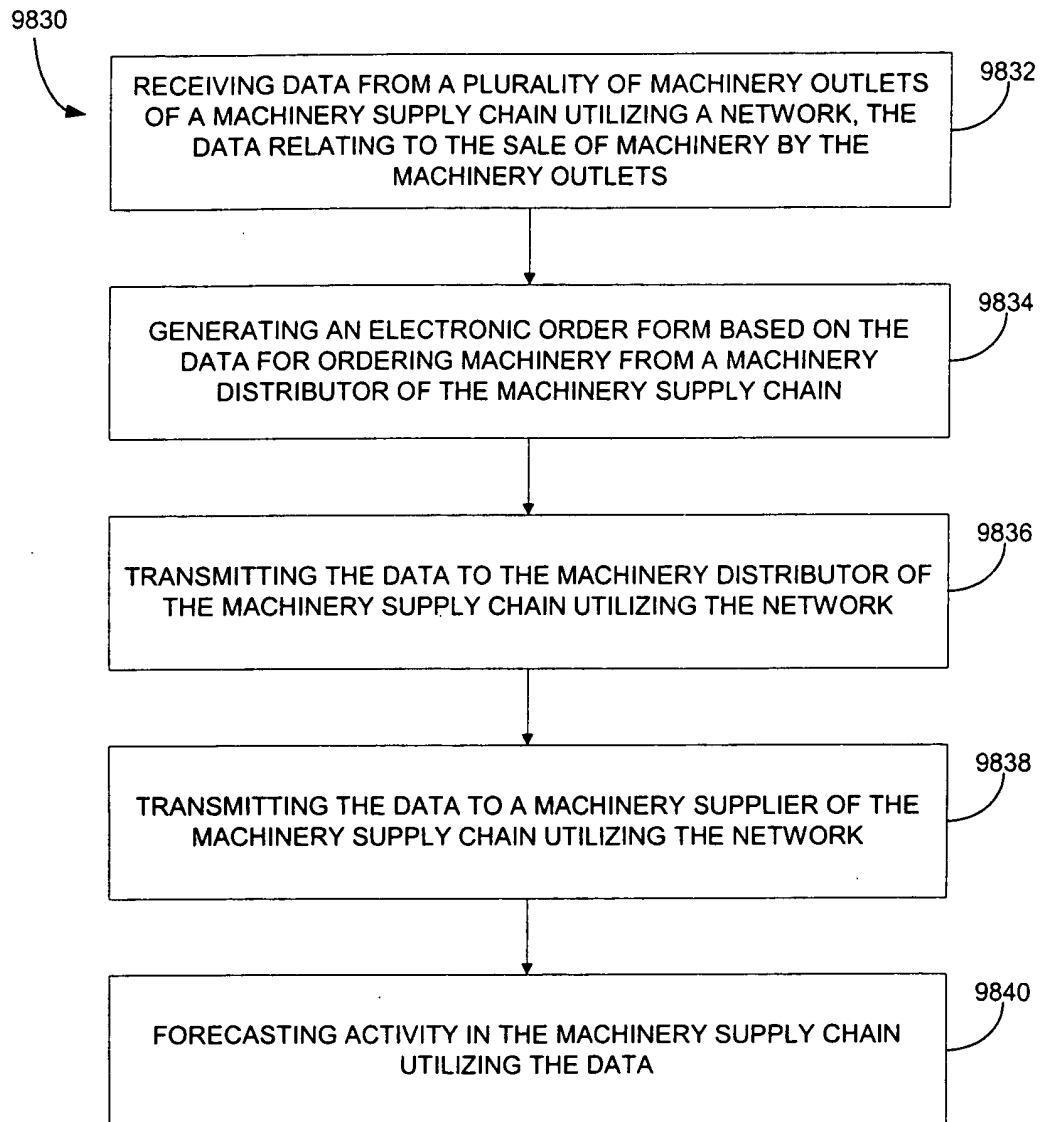 9830
RECEIVING DATA FROM A PLURALITY OF MACHINERY OUTLETS
OF A MACHINERY SUPPLY CHAIN UTILIZING A NETWORK, THE
DATA RELATING TO THE SALE OF MACHINERY BY THE
MACHINERY OUTLETS
9832
GENERATING AN ELECTRONIC ORDER FORM BASED ON THE
DATA FOR ORDERING MACHINERY FROM A MACHINERY
DISTRIBUTOR OF THE MACHINERY SUPPLY CHAIN
9834
TRANSMITTING THE DATA TO THE MACHINERY DISTRIBUTOR OF
THE MACHINERY SUPPLY CHAIN UTILIZING THE NETWORK
9836
TRANSMITTING THE DATA TO A MACHINERY SUPPLIER OF THE
MACHINERY SUPPLY CHAIN UTILIZING THE NETWORK
9838
FORECASTING ACTIVITY IN THE MACHINERY SUPPLY CHAIN
UTILIZING THE DATA
9840